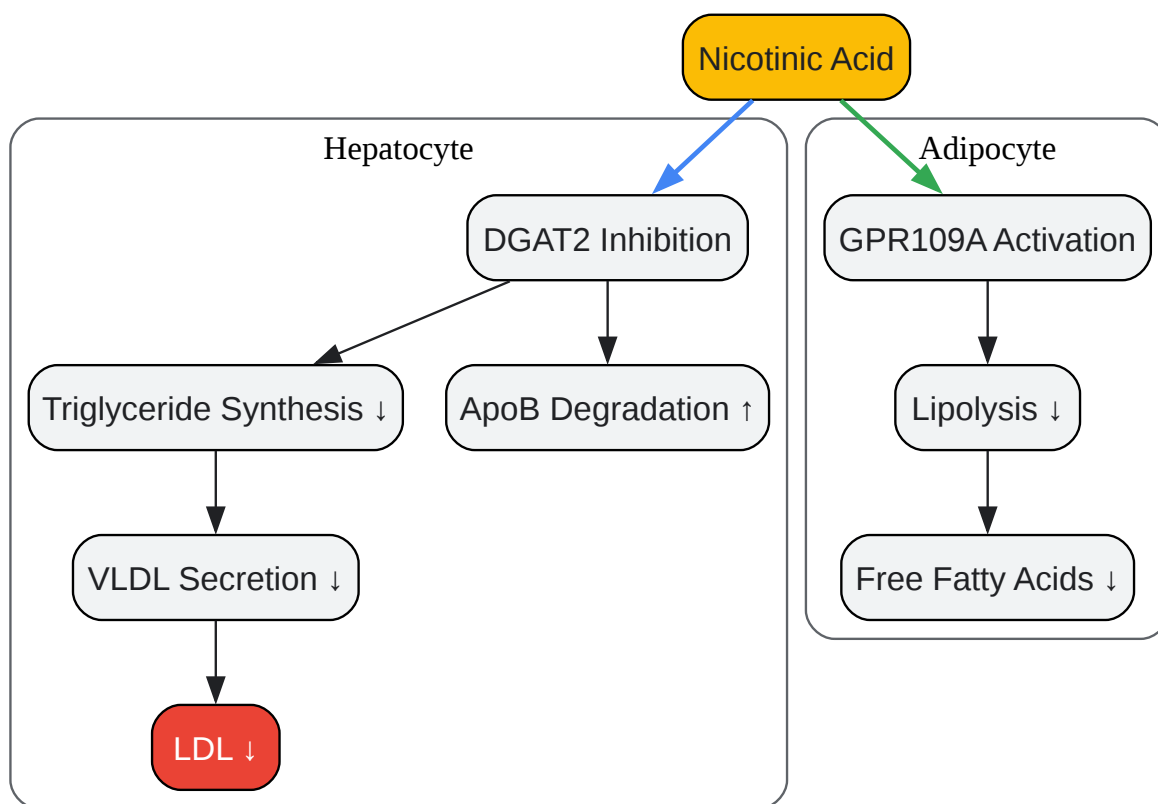 Nicotinic Acid
Hepatocyte
Adipocyte
DGAT2 Inhibition
GPR109A Activation
Triglyceride Synthesis ↓
ApoB Degradation ↑
Lipolysis ↓
VLDL Secretion ↓
Free Fatty Acids ↓
LDL ↓